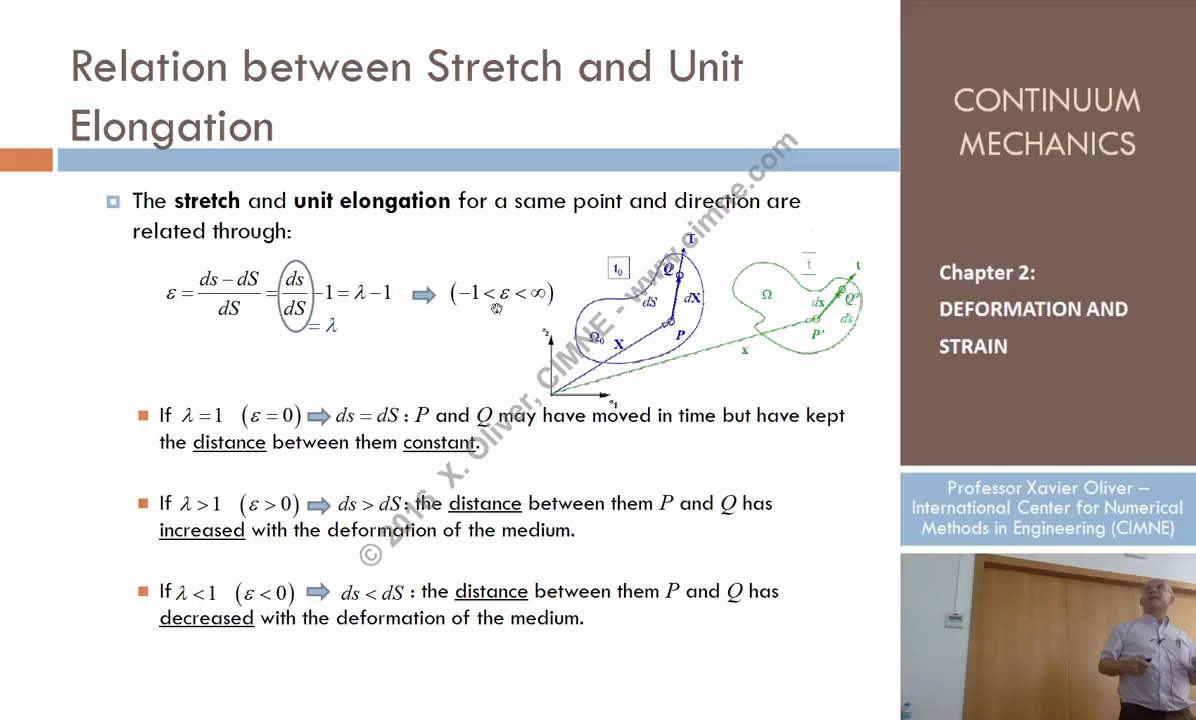 Relation between Stretch and Unit
Elongation
The stretch and unit elongation for a same point and direction are
related through:
ε = ds − dS / dS = ds / dS − 1 = λ − 1 ⇒ (−1 < ε < ∞)
= λ
t₀
T
Q
dS
dX
Ω₀
X
P
t
t
Ω
dx
Q'
ds
P'
x
If λ = 1 (ε = 0) ⇒ ds = dS : P and Q may have moved in time but have kept
the distance between them constant.
If λ > 1 (ε > 0) ⇒ ds > dS : the distance between them P and Q has
increased with the deformation of the medium.
If λ < 1 (ε < 0) ⇒ ds < dS : the distance between them P and Q has
decreased with the deformation of the medium.
© 2016 X. Oliver, CIMNE - www.cimne.com
CONTINUUM
MECHANICS
Chapter 2:
DEFORMATION AND
STRAIN
Professor Xavier Oliver –
International Center for Numerical
Methods in Engineering (CIMNE)